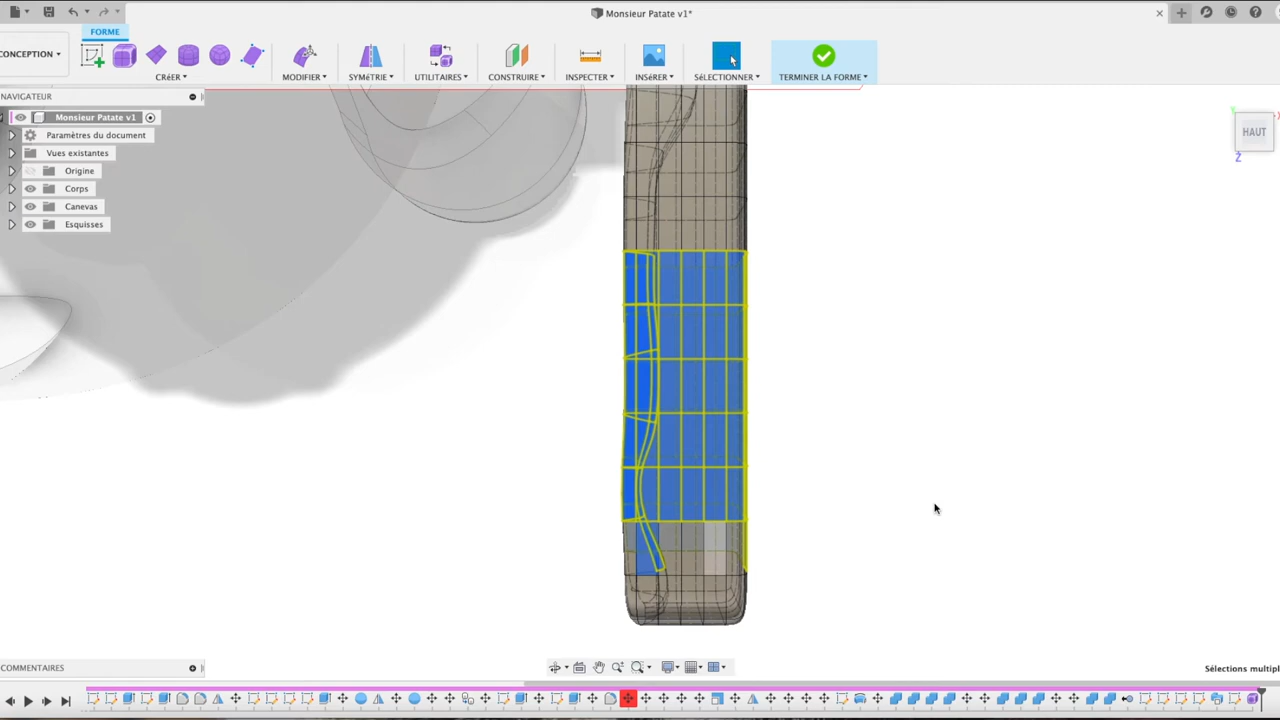 Monsieur Patate v1*
FORME
CONCEPTION
CRÉER
MODIFIER
SYMÉTRIE
UTILITAIRES
CONSTRUIRE
INSPECTER
INSÉRER
SÉLECTIONNER
TERMINER LA FORME
NAVIGATEUR
Monsieur Patate v1
Paramètres du document
Vues existantes
Origine
Corps
Canevas
Esquisses
HAUT
Y
Z
COMMENTAIRES
Sélections multipl